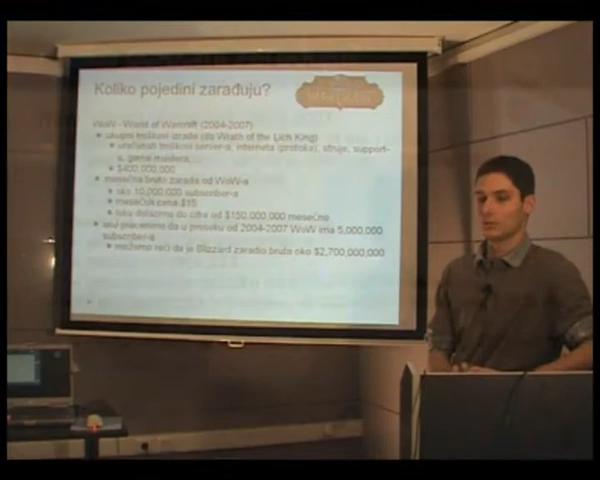 Koliko pojedini zarađuju?
WoW - World of Warcraft (2004-2007)
ukupni troškovi izrade (do Wrath of the Lich King)
uračunati troškovi server-a, interneta (protoka), struje, support-
a, game
$400,000,000
mesečna bruto zarada od WoW-a
oko 10,000,000 subscriber-a
mesečna cena $15
tako dolazimo do cifre od $150,000,000 mesečno
ako da u proseku od 2004-2007 WoW ima 5,000,000
subscriber-a
možemo reći da je Blizzard zaradio bruto oko $2,700,000,000